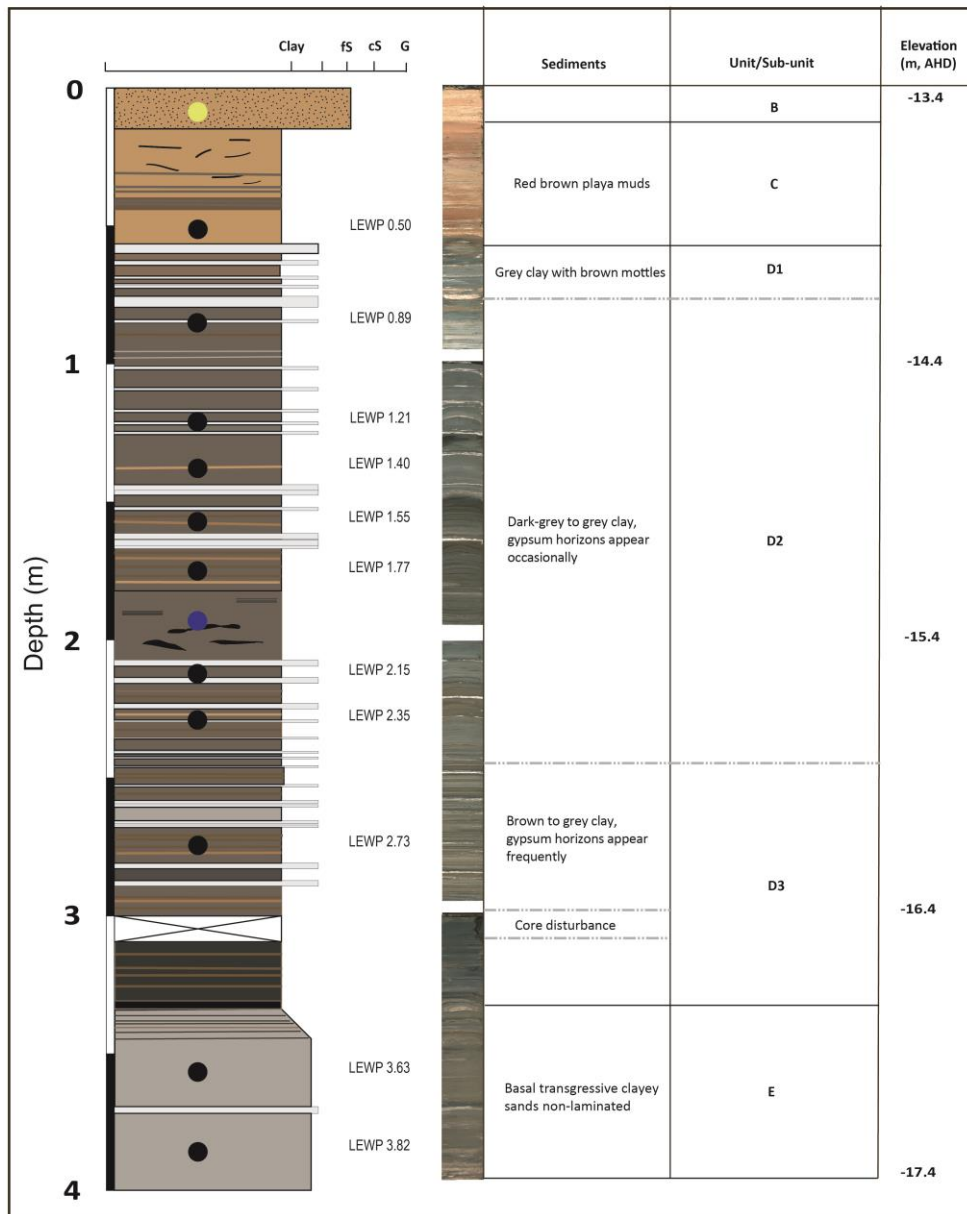 Clay fS cS G
Sediments
Unit/Sub-unit
Elevation
(m, AHD)
0
-13.4
B
Red brown playa muds
C
LEWP 0.50
Grey clay with brown mottles
D1
LEWP 0.89
1
-14.4
LEWP 1.21
LEWP 1.40
LEWP 1.55
Dark-grey to grey clay,
gypsum horizons appear
occasionally
D2
LEWP 1.77
Depth (m)
2
-15.4
LEWP 2.15
LEWP 2.35
Brown to grey clay,
gypsum horizons appear
frequently
LEWP 2.73
D3
3
-16.4
Core disturbance
LEWP 3.63
Basal transgressive clayey
sands non-laminated
E
LEWP 3.82
-17.4
4